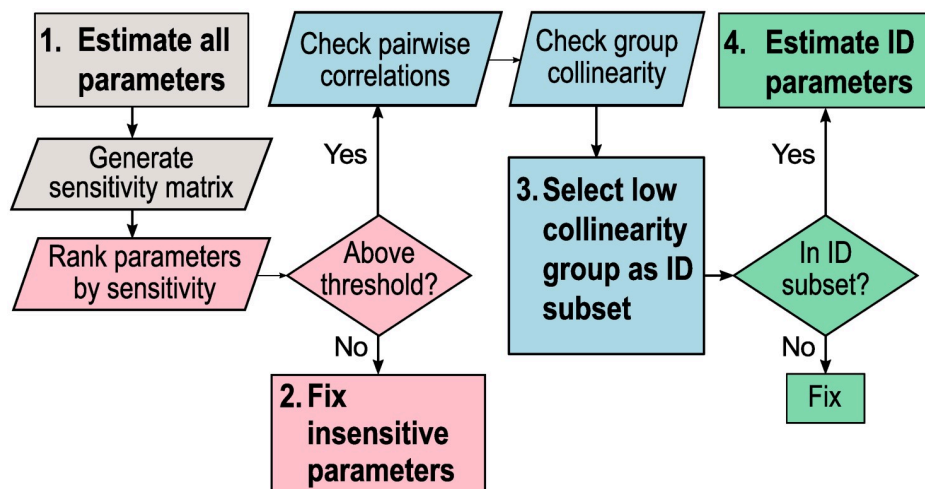 1. Estimate all
parameters
Generate
sensitivity matrix
Rank parameters
by sensitivity
Above
threshold?
Yes
No
2. Fix
insensitive
parameters
Check pairwise
correlations
Check group
collinearity
3. Select low
collinearity
group as ID
subset
In ID
subset?
Yes
No
4. Estimate ID
parameters
Fix